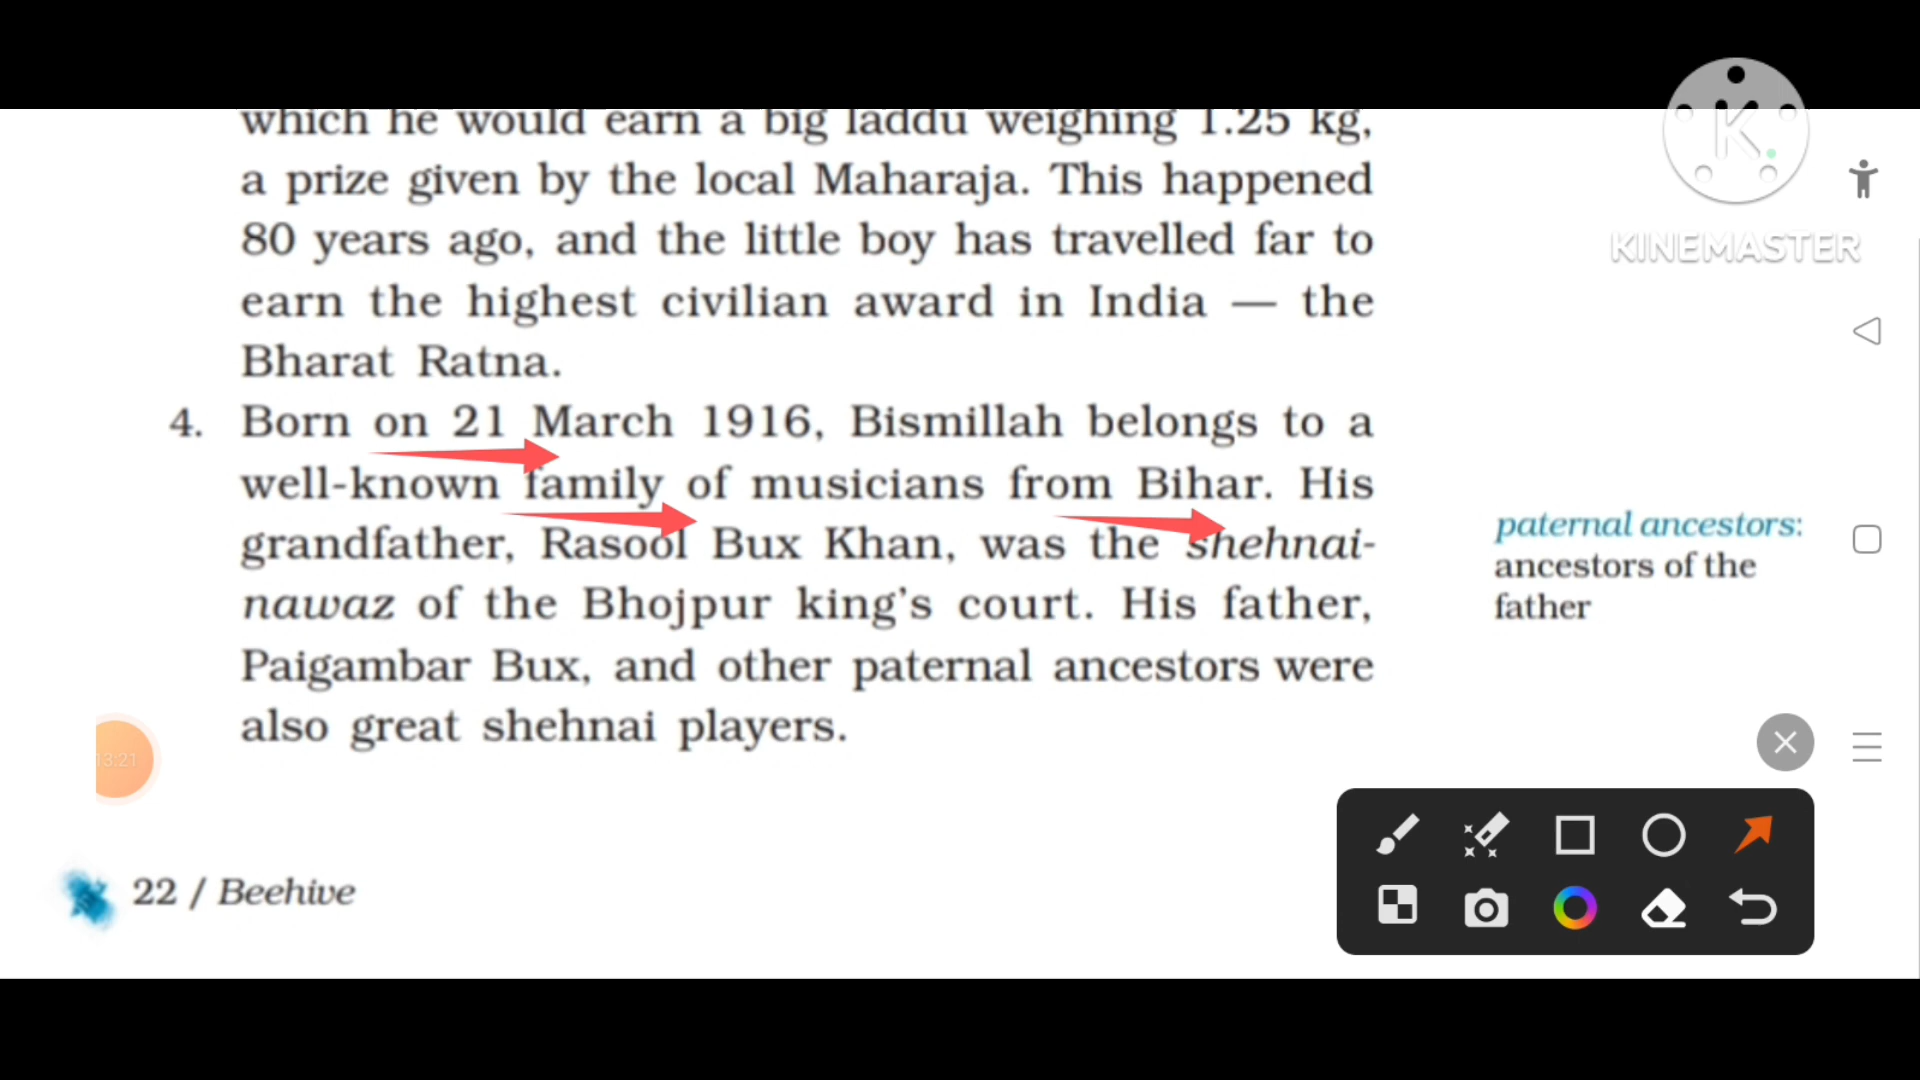 which he would earn a big laddu weighing 1.25 kg,
a prize given by the local Maharaja. This happened
80 years ago, and the little boy has travelled far to
earn the highest civilian award in India — the
Bharat Ratna.
4. Born on 21 March 1916, Bismillah belongs to a
well-known family of musicians from Bihar. His
grandfather, Rasool Bux Khan, was the shehnai-
nawaz of the Bhojpur king's court. His father,
Paigambar Bux, and other paternal ancestors were
also great shehnai players.
paternal ancestors:
ancestors of the
father
22 / Beehive
13:21
K.
KINEMASTER